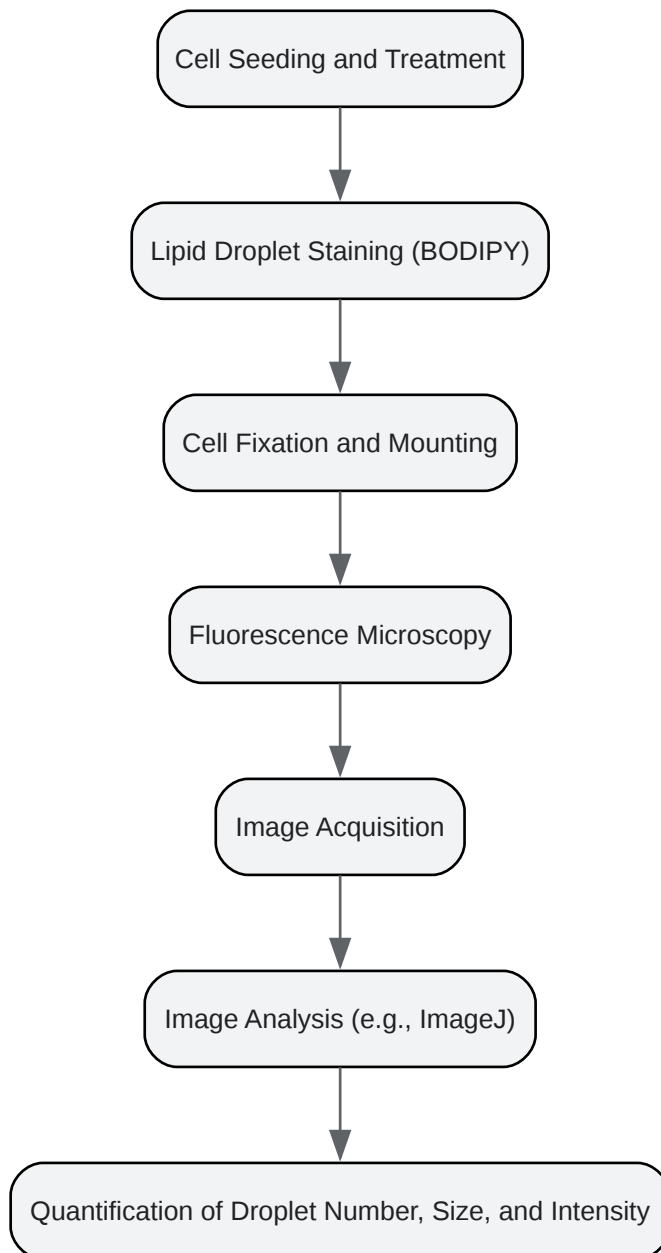 Cell Seeding and Treatment
Lipid Droplet Staining (BODIPY)
Cell Fixation and Mounting
Fluorescence Microscopy
Image Acquisition
Image Analysis (e.g., ImageJ)
Quantification of Droplet Number, Size, and Intensity